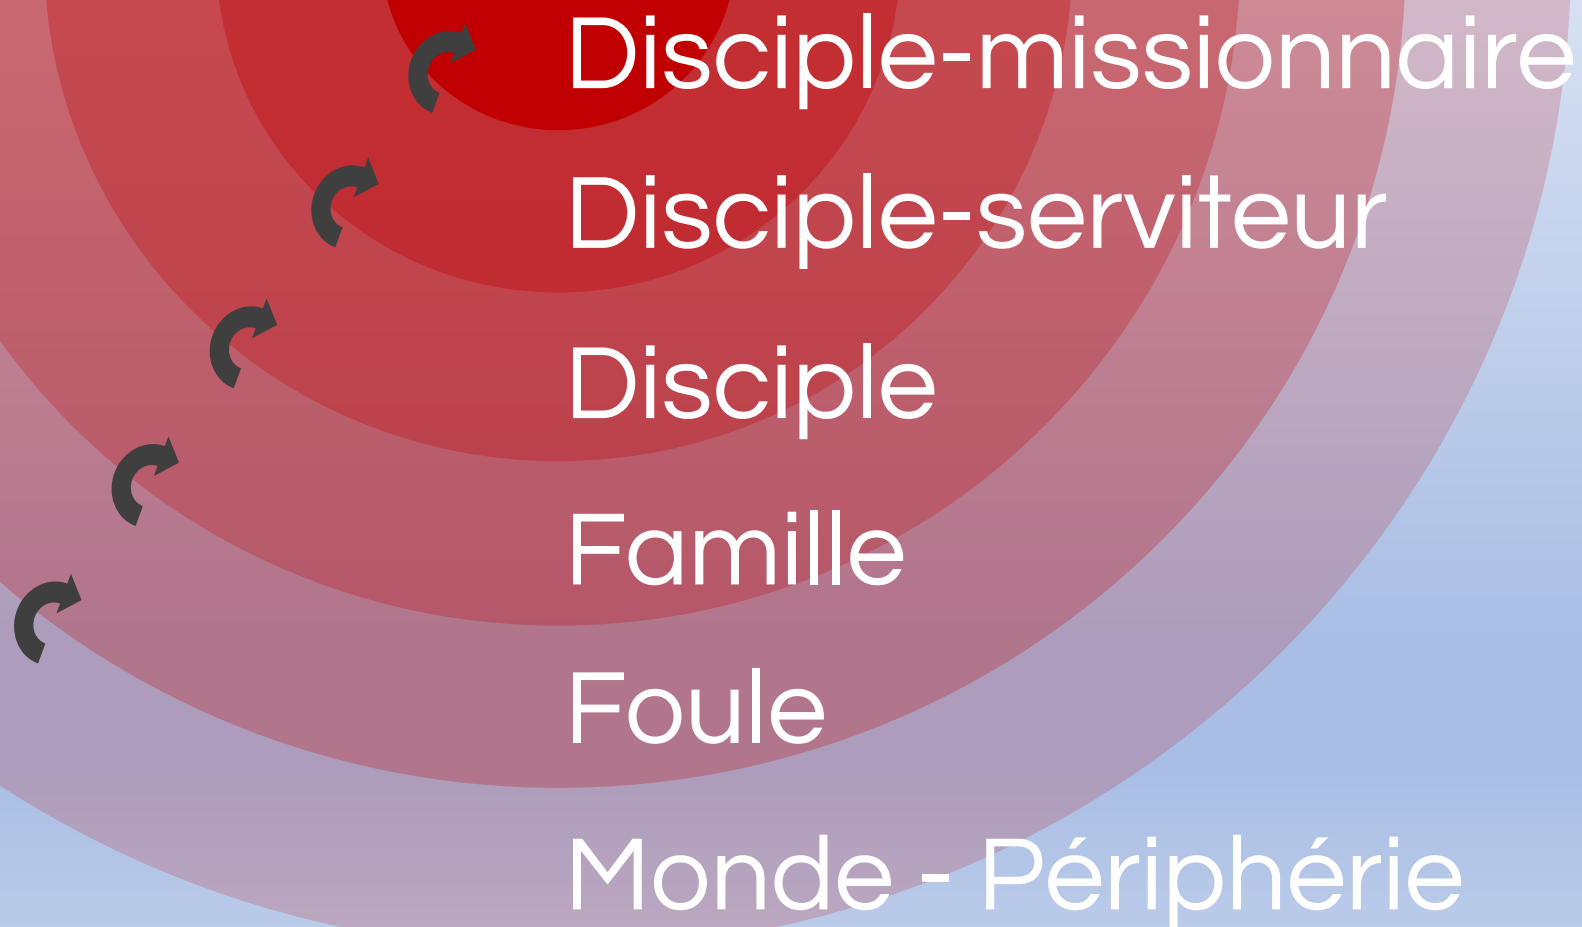 Disciple-missionnaire
Disciple-serviteur
Disciple
Famille
Foule
Monde - Périphérie